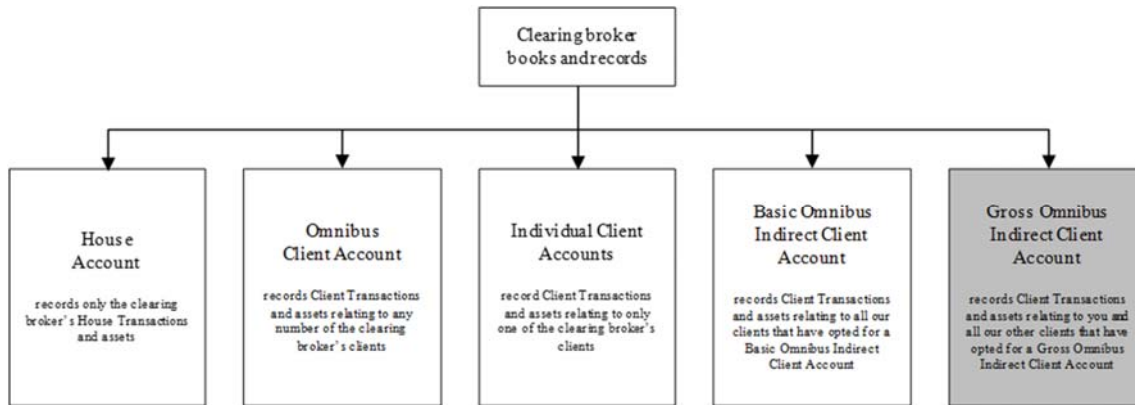 Clearing broker
books and records
House
Account
records only the clearing
broker's House Transactions
and assets
Omnibus
Client Account
records Client Transactions
and assets relating to any
number of the clearing
broker's clients
Individual Client
Accounts
record Client Transactions
and assets relating to only
one of the clearing broker's
clients
Basic Omnibus
Indirect Client
Account
records Client Transactions
and assets relating to all our
clients that have opted for a
Basic Omnibus Indirect
Client Account
Gross Omnibus
Indirect Client
Account
records Client Transactions
and assets relating to you and
all our other clients that have
opted for a Gross Omnibus
Indirect Client Account